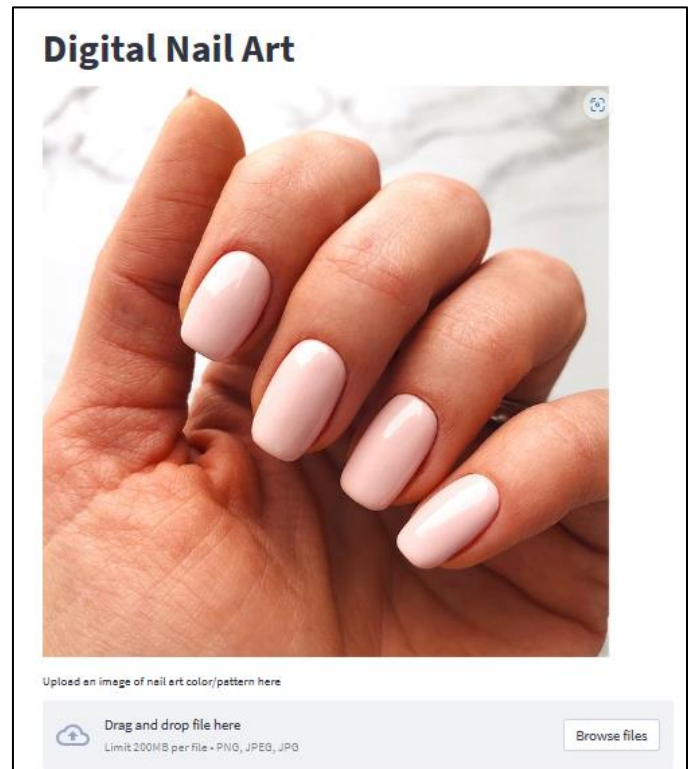 Digital Nail Art
Upload an image of nail art color/pattern here
Drag and drop file here
Limit 200MB per file • PNG, JPEG, JPG
Browse files